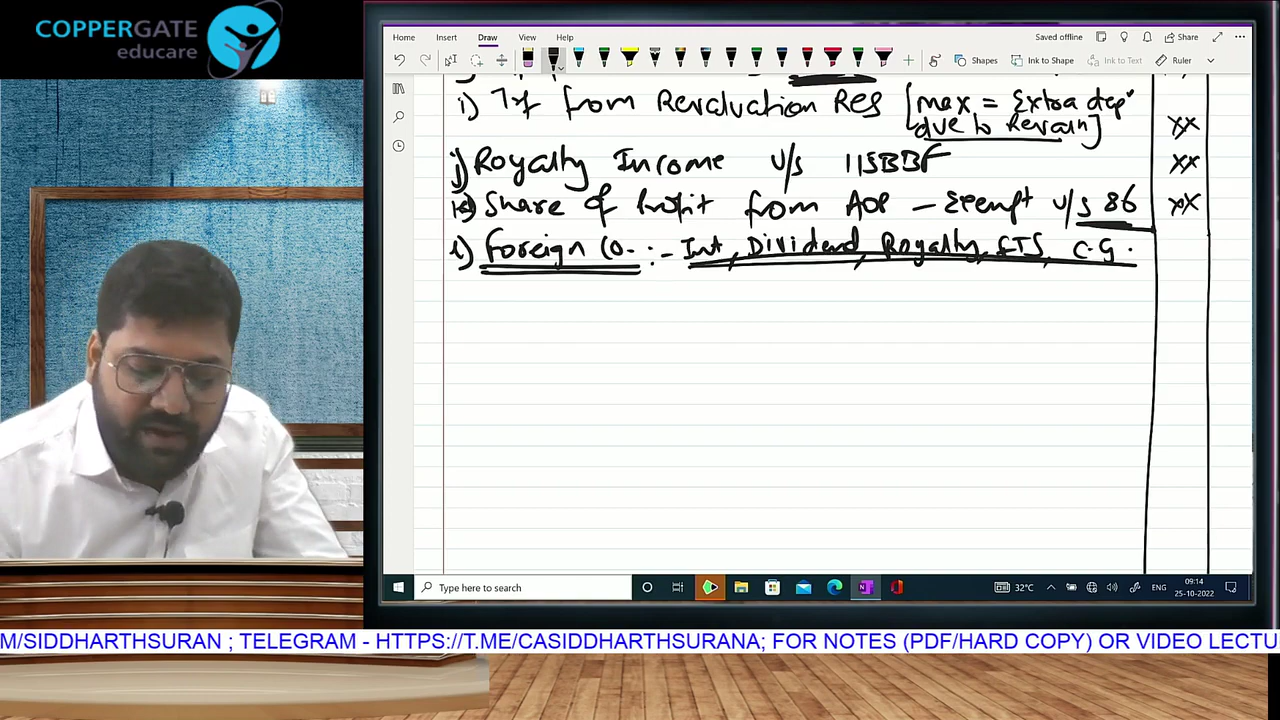 COPPERGATE
educare
Home Insert Draw View Help
Saved offline
Share
Shapes
Ink to Shape
Ink to Text
Ruler
i) Tf from Revaluation Res [max = Extra depn
due to Revaln] xx
j) Royalty Income u/s 115BBF xx
k) Share of Profit from AOP - Exempt u/s 86 xx
l) Foreign Co. :- Int, Dividend, Royalty, FTS, C.G.
Type here to search
32°C
ENG
09:14
25-10-2022
M/SIDDHARTHSURAN ; TELEGRAM - HTTPS://T.ME/CASIDDHARTHSURANA; FOR NOTES (PDF/HARD COPY) OR VIDEO LECTU